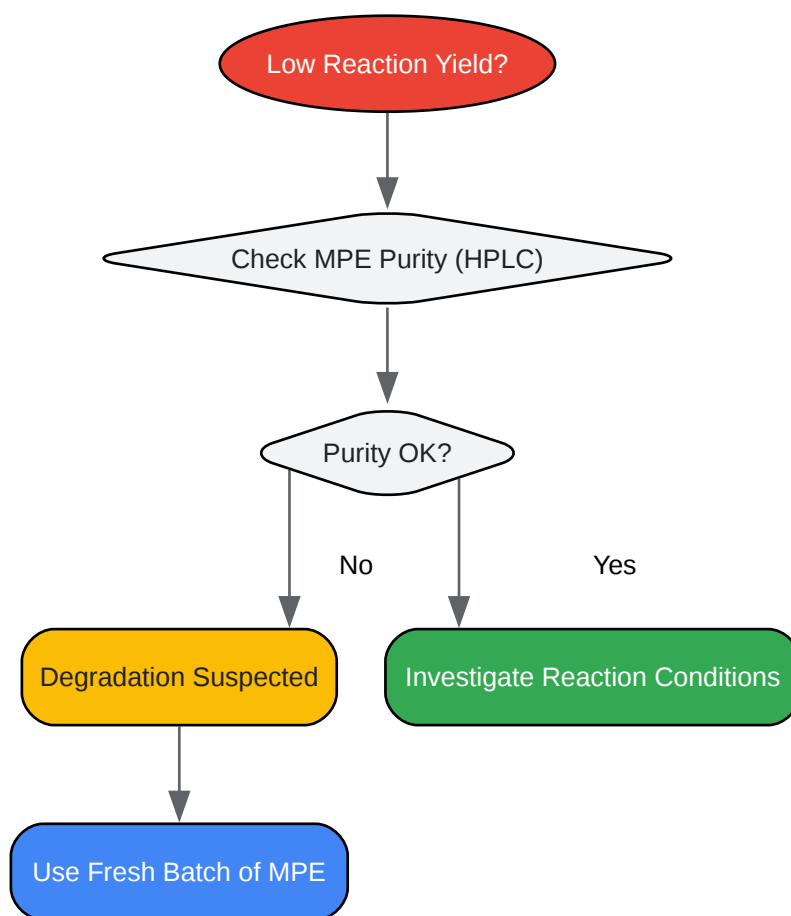 Low Reaction Yield?
Check MPE Purity (HPLC)
Purity OK?
No
Yes
Degradation Suspected
Investigate Reaction Conditions
Use Fresh Batch of MPE